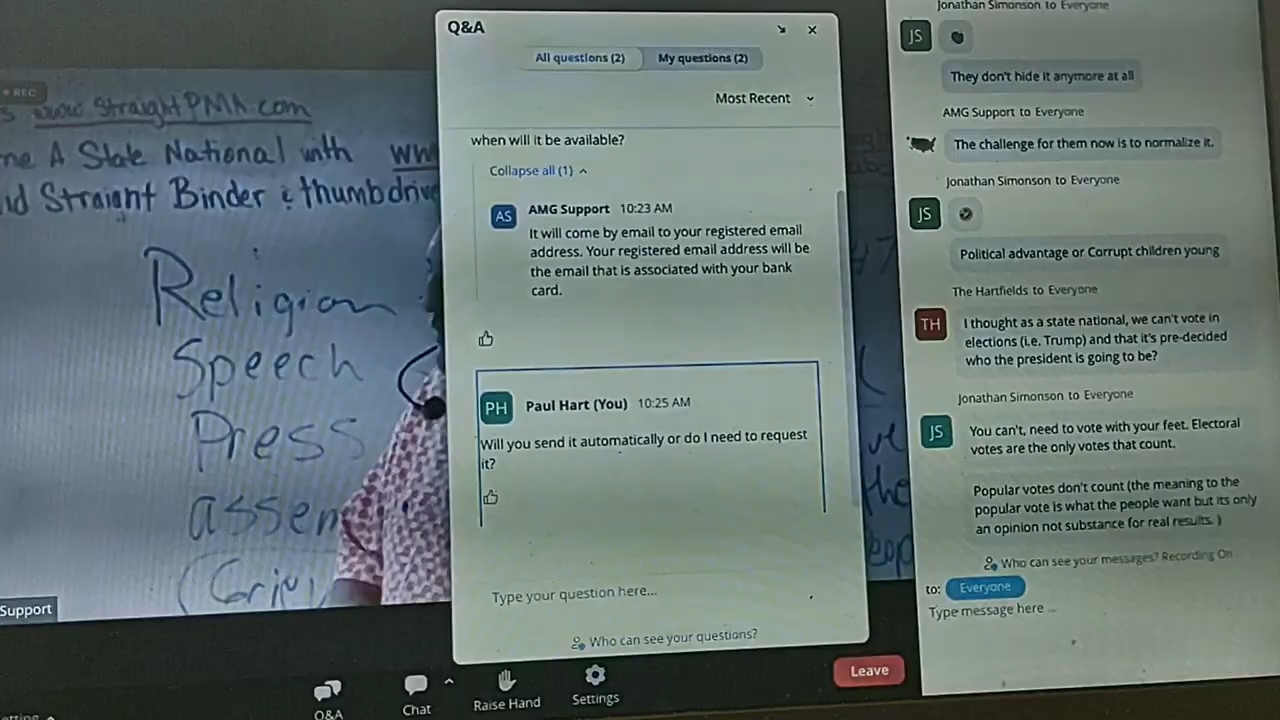 REC
www.StraightPMA.com
me A State National with
Straight Binder & thumbdrive
Religion
Speech
Press
assem
Support
Q&A
All questions (2)
My questions (2)
Most Recent
when will it be available?
Collapse all (1)
AS
AMG Support 10:23 AM
It will come by email to your registered email
address. Your registered email address will be
the email that is associated with your bank
card.
PH
Paul Hart (You) 10:25 AM
Will you send it automatically or do I need to request
it?
Type your question here...
Who can see your questions?
Q&A
Chat
Raise Hand
Settings
Leave
Jonathan Simonson to Everyone
JS
They don't hide it anymore at all
AMG Support to Everyone
The challenge for them now is to normalize it.
Jonathan Simonson to Everyone
JS
Political advantage or Corrupt children young
The Hartfields to Everyone
TH
I thought as a state national, we can't vote in
elections (i.e. Trump) and that it's pre-decided
who the president is going to be?
Jonathan Simonson to Everyone
JS
You can't, need to vote with your feet. Electoral
votes are the only votes that count.
Popular votes don't count (the meaning to the
popular vote is what the people want but its only
an opinion not substance for real results. )
Who can see your messages? Recording On
to: Everyone
Type message here ...